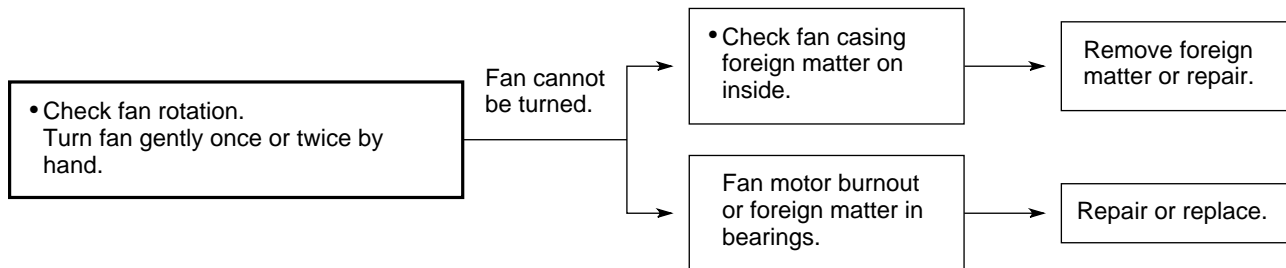 • Check fan rotation.
Turn fan gently once or twice by
hand.
Fan cannot
be turned.
• Check fan casing
foreign matter on
inside.
Remove foreign
matter or repair.
Fan motor burnout
or foreign matter in
bearings.
Repair or replace.